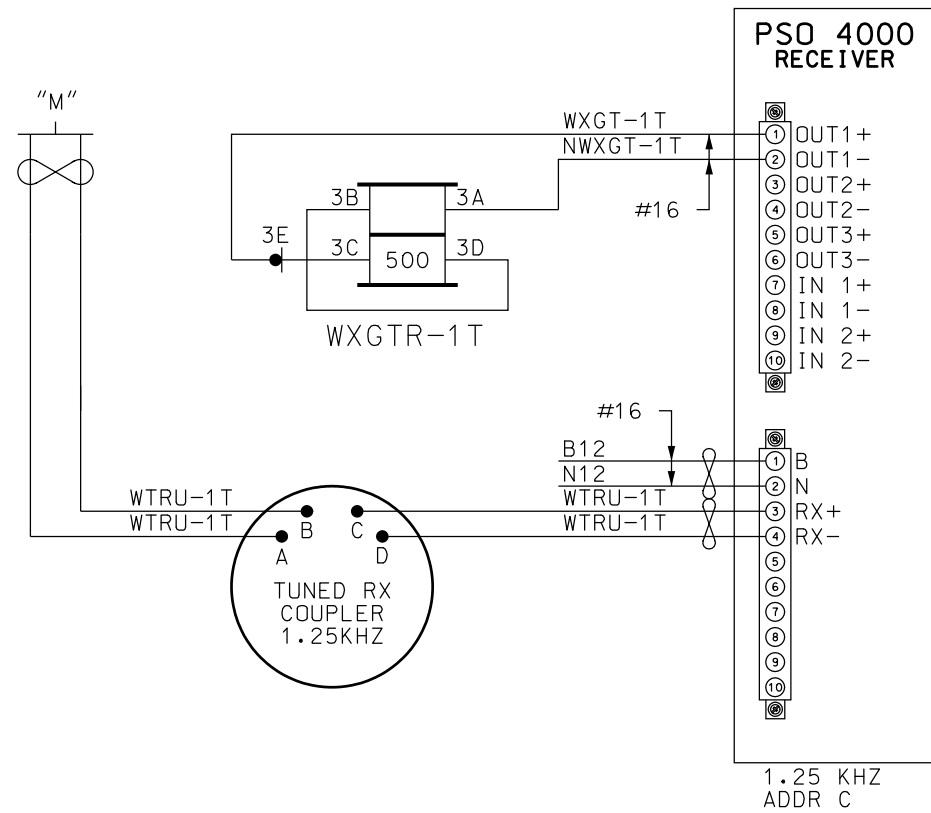 PSO 4000
RECEIVER
"M"
WXGT-1T
NWXGT-1T
#16
1 OUT1+
2 OUT1-
3 OUT2+
4 OUT2-
5 OUT3+
6 OUT3-
7 IN 1+
8 IN 1-
9 IN 2+
10 IN 2-
3B
3A
3E
3C
500
3D
WXGTR-1T
#16
B12
N12
WTRU-1T
WTRU-1T
1 B
2 N
3 RX+
4 RX-
5
6
7
8
9
10
WTRU-1T
WTRU-1T
B
C
A
D
TUNED RX
COUPLER
1.25KHZ
1.25 KHZ
ADDR C